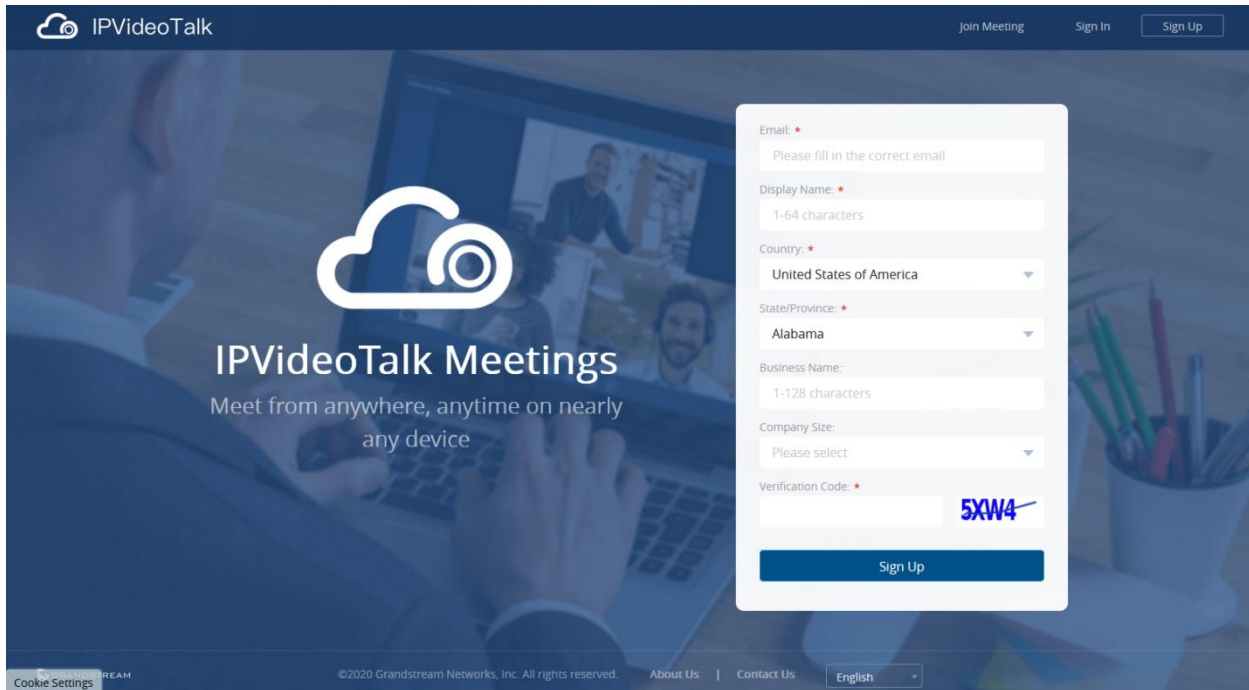 IPVideoTalk
Join Meeting
Sign In
Sign Up
IPVideoTalk Meetings
Meet from anywhere, anytime on nearly
any device
Email: *
Please fill in the correct email
Display Name: *
1-64 characters
Country: *
United States of America
State/Province: *
Alabama
Business Name:
1-128 characters
Company Size:
Please select
Verification Code: *
5XW4
Sign Up
Cookie Settings
©2020 Grandstream Networks, Inc. All rights reserved.
About Us | Contact Us
English